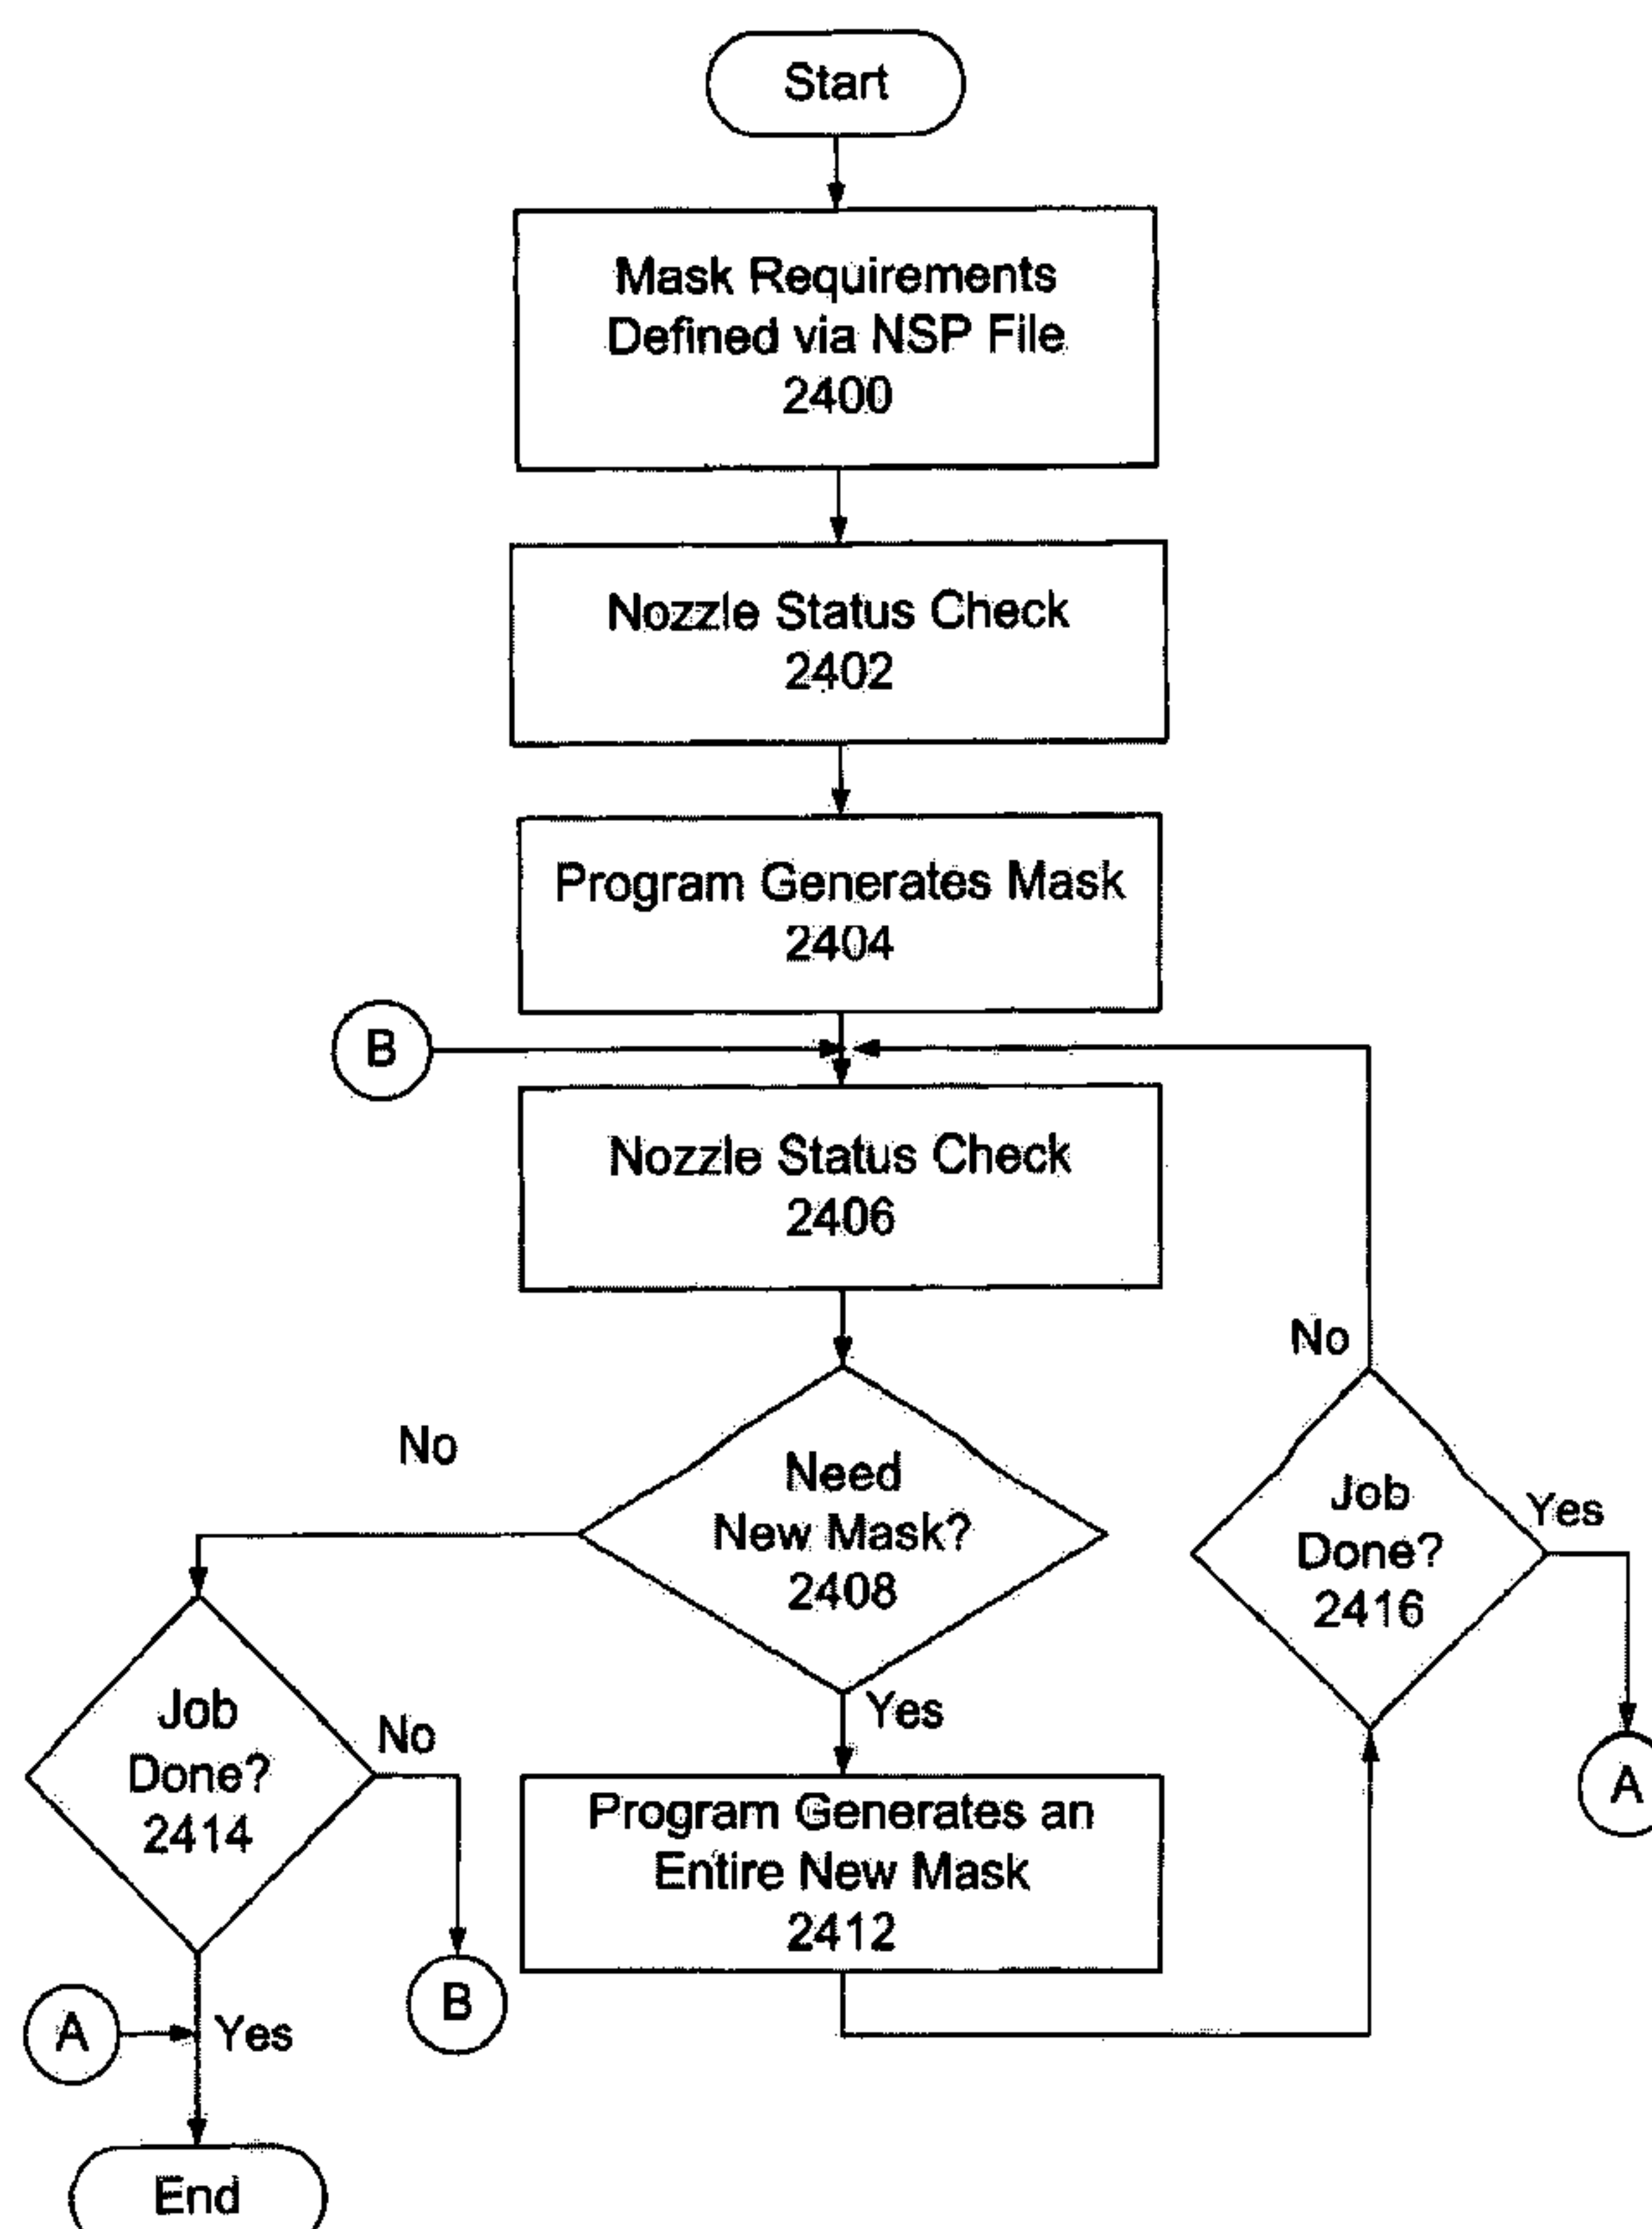 Start
Mask Requirements
Defined via NSP File
2400
Nozzle Status Check
2402
Program Generates Mask
2404
B
Nozzle Status Check
2406
No
No
Need
New Mask?
2408
Job
Done?
2416
Yes
Yes
Job
Done?
2414
No
Program Generates an
Entire New Mask
2412
A
B
A
Yes
End